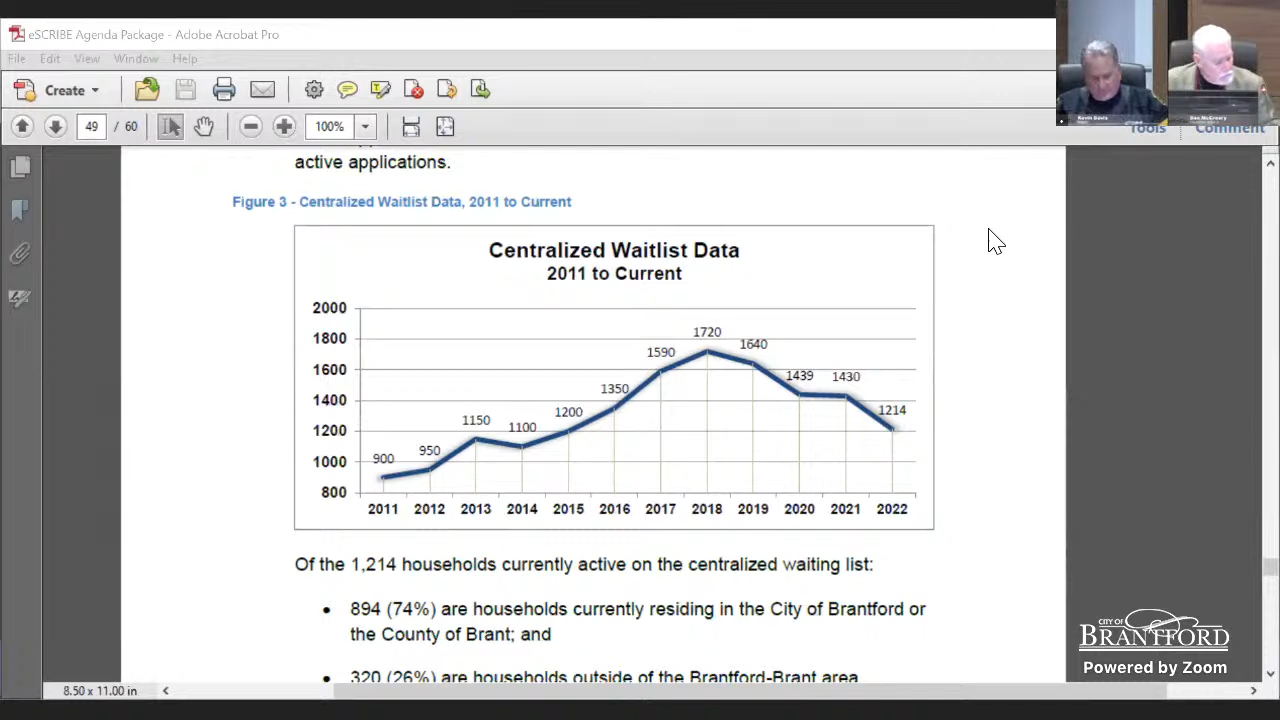 eSCRIBE Agenda Package - Adobe Acrobat Pro
File Edit View Window Help
Create
49 / 60 100%
Tools Comment
Kevin Davis
Dan McCreary
active applications.
Figure 3 - Centralized Waitlist Data, 2011 to Current
Centralized Waitlist Data
2011 to Current
2000
1800
1600
1400
1200
1000
800
900 950 1150 1100 1200 1350 1590 1720 1640 1439 1430 1214
2011 2012 2013 2014 2015 2016 2017 2018 2019 2020 2021 2022
Of the 1,214 households currently active on the centralized waiting list:
• 894 (74%) are households currently residing in the City of Brantford or
the County of Brant; and
• 320 (26%) are households outside of the Brantford-Brant area
8.50 x 11.00 in
CITY OF
BRANTFORD
Powered by Zoom